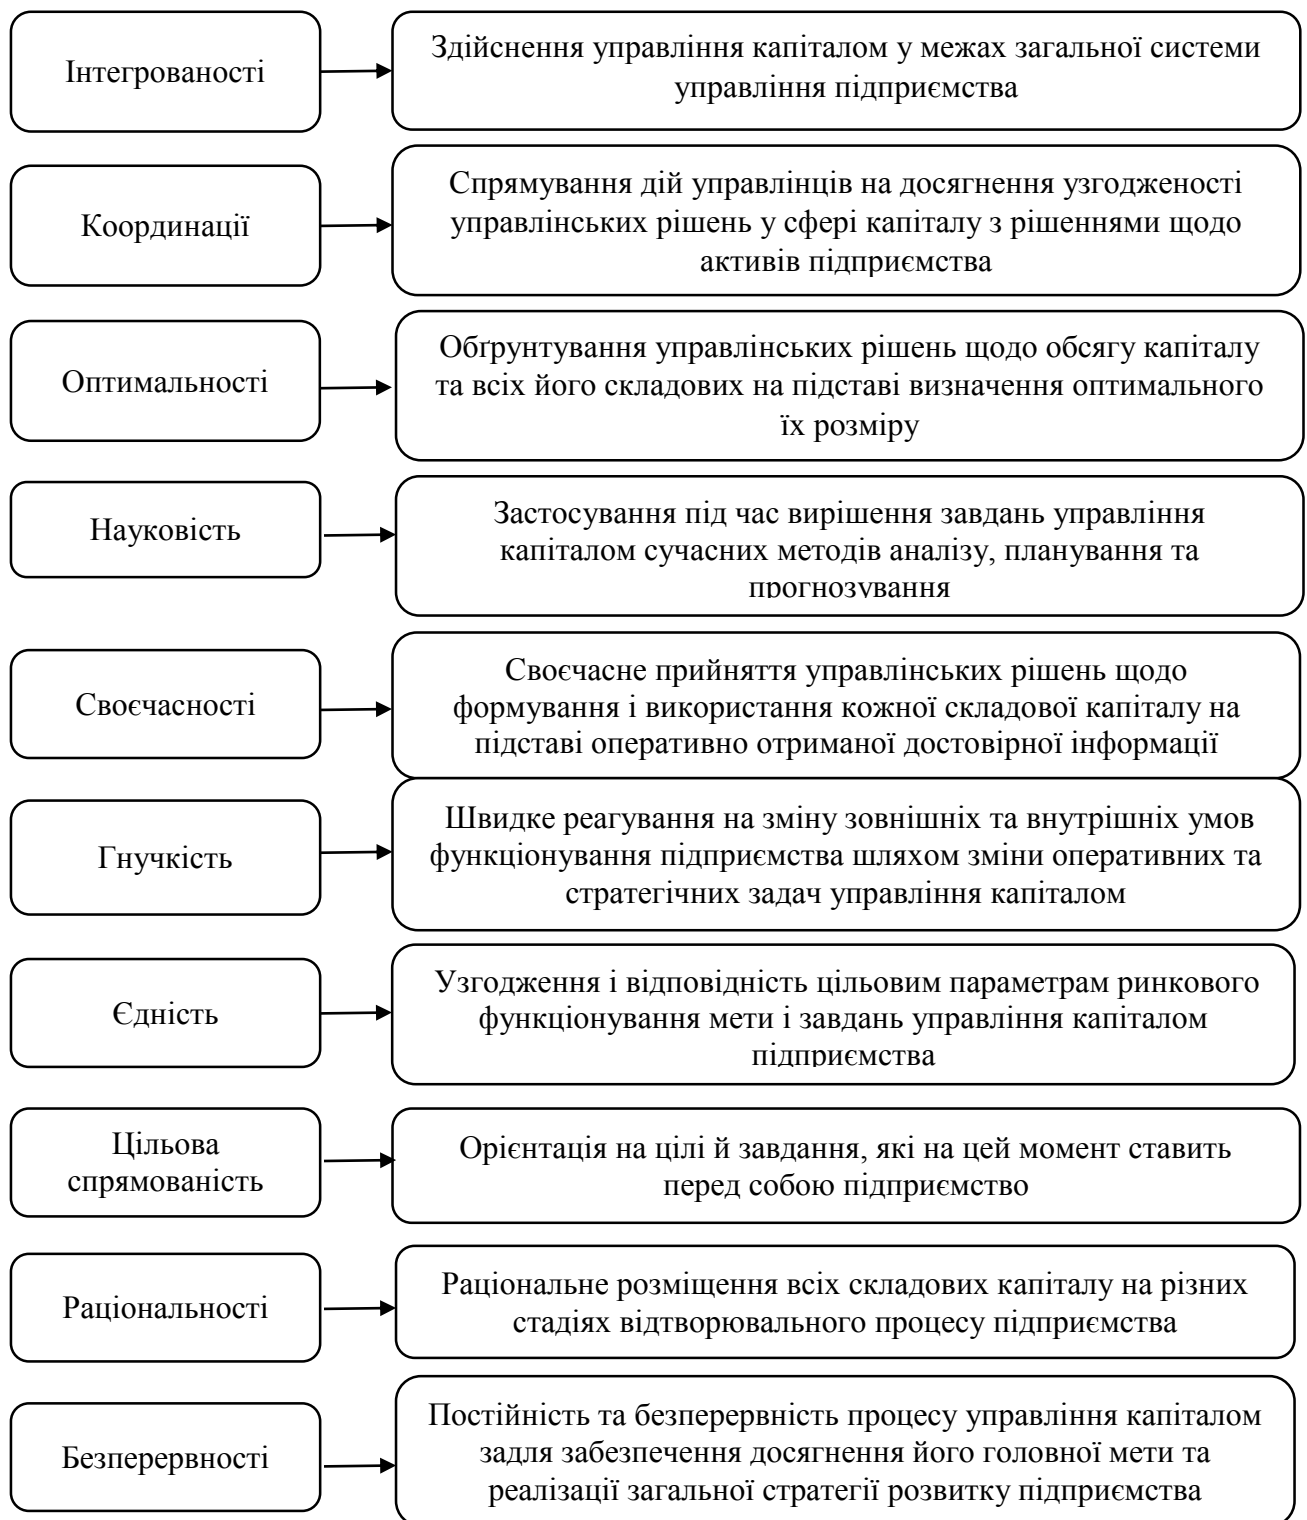 Інтегрованості
Здійснення управління капіталом у межах загальної системи
управління підприємства
Координації
Спрямування дій управлінців на досягнення узгодженості
управлінських рішень у сфері капіталу з рішеннями щодо
активів підприємства
Оптимальності
Обґрунтування управлінських рішень щодо обсягу капіталу
та всіх його складових на підставі визначення оптимального
їх розміру
Науковість
Застосування під час вирішення завдань управління
капіталом сучасних методів аналізу, планування та
прогнозування
Своєчасності
Своєчасне прийняття управлінських рішень щодо
формування і використання кожної складової капіталу на
підставі оперативно отриманої достовірної інформації
Гнучкість
Швидке реагування на зміну зовнішніх та внутрішніх умов
функціонування підприємства шляхом зміни оперативних та
стратегічних задач управління капіталом
Єдність
Узгодження і відповідність цільовим параметрам ринкового
функціонування мети і завдань управління капіталом
підприємства
Цільова
спрямованість
Орієнтація на цілі й завдання, які на цей момент ставить
перед собою підприємство
Раціональності
Раціональне розміщення всіх складових капіталу на різних
стадіях відтворювального процесу підприємства
Безперервності
Постійність та безперервність процесу управління капіталом
задля забезпечення досягнення його головної мети та
реалізації загальної стратегії розвитку підприємства